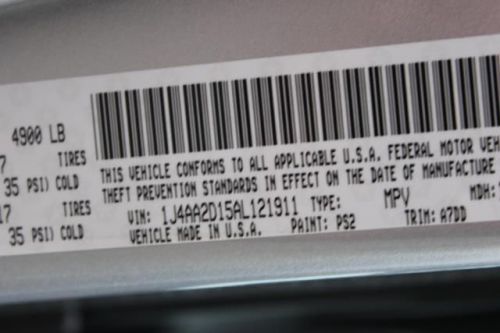 4900 LB
7 TIRES
35 PSI) COLD
17 TIRES
35 PSI) COLD
THIS VEHICLE CONFORMS TO ALL APPLICABLE U.S.A. FEDERAL MOTOR VEH
THEFT PREVENTION STANDARDS IN EFFECT ON THE DATE OF MANUFACTURE
VIN: 1J4AA2D15AL121911 TYPE: MPV MDH:
VEHICLE MADE IN U.S.A. PAINT: PS2 TRIM: A7DD